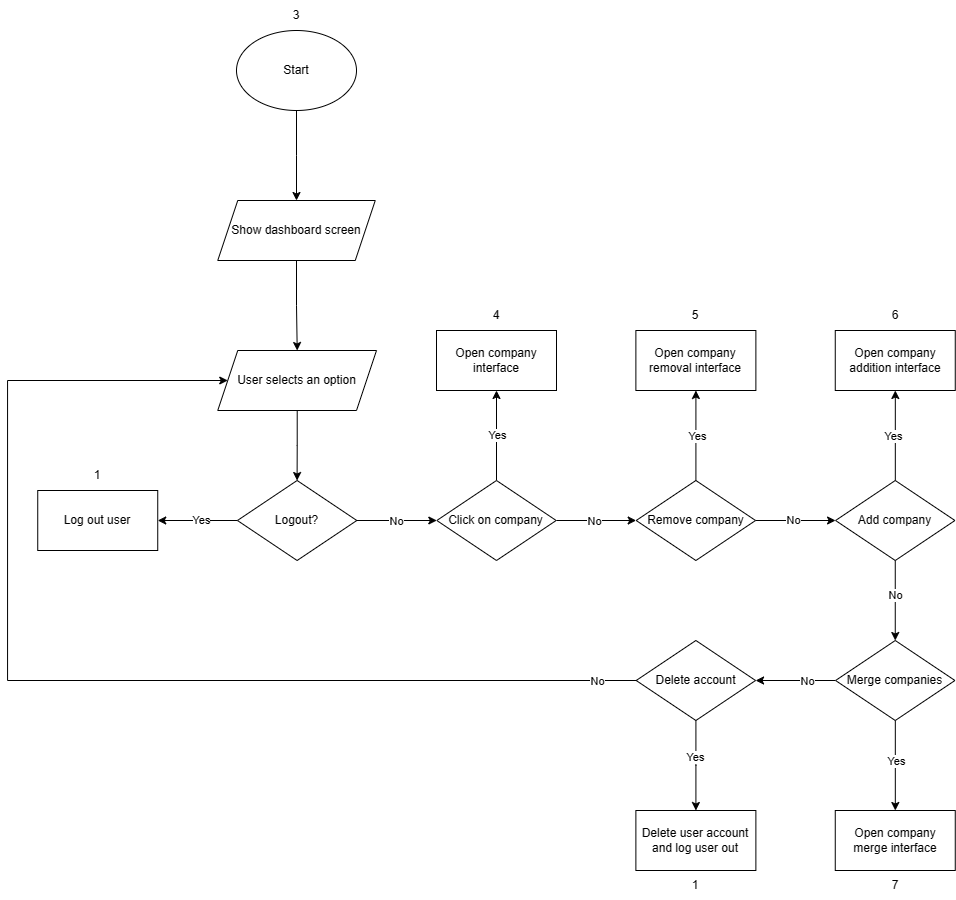 3
Start
Show dashboard screen
User selects an option
4
Open company
interface
5
Open company
removal interface
6
Open company
addition interface
Yes
Yes
Yes
1
Log out user
Yes
Logout?
No
Click on company
No
Remove company
No
Add company
No
No
Delete account
No
Merge companies
Yes
Yes
Delete user account
and log user out
Open company
merge interface
1
7